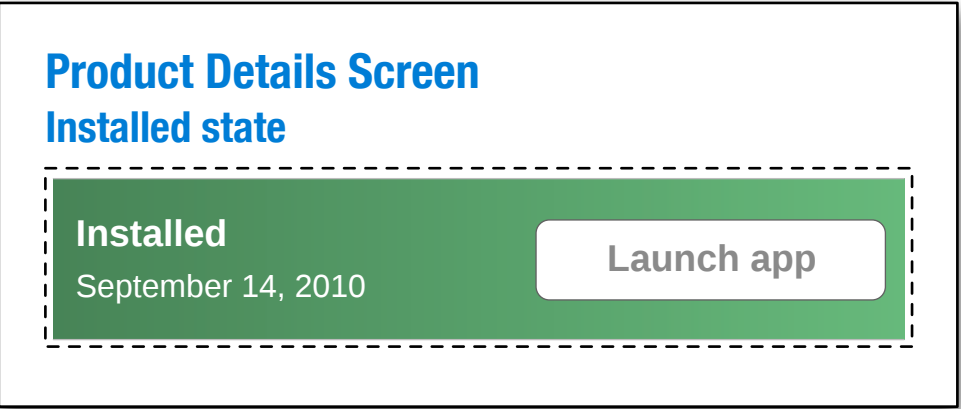 Product Details Screen
Installed state
Installed
September 14, 2010
Launch app